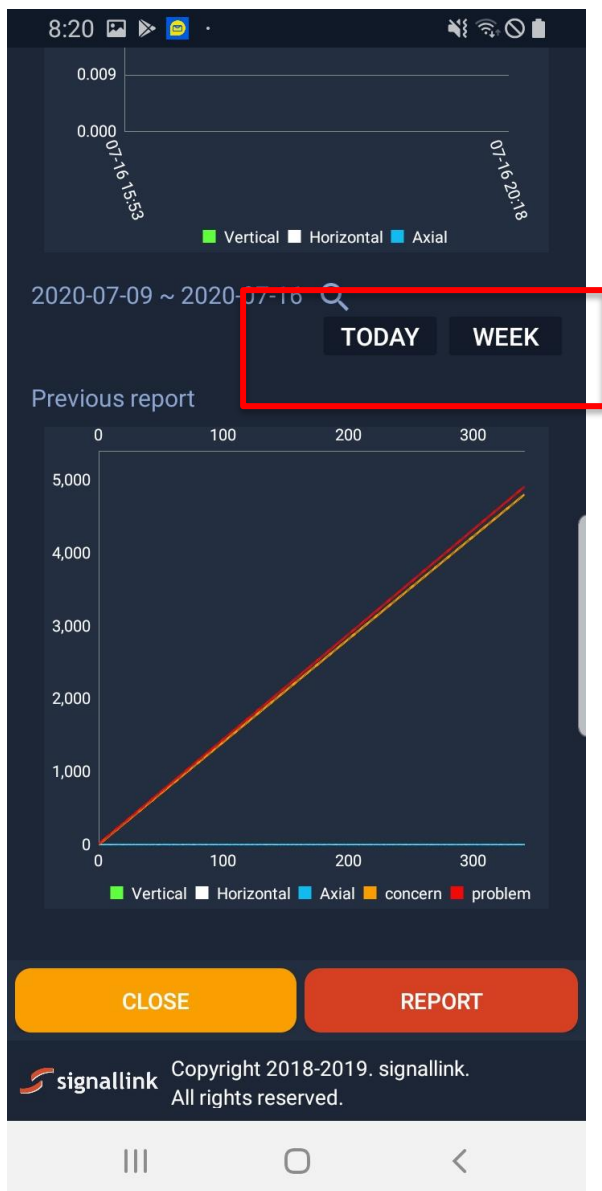 8:20
0.009
0.000
07-16 15:53
07-16 20:18
Vertical Horizontal Axial
2020-07-09 ~ 2020-07-16
TODAY WEEK
Previous report
0 100 200 300
5,000
4,000
3,000
2,000
1,000
0
0 100 200 300
Vertical Horizontal Axial concern problem
CLOSE REPORT
signallink
Copyright 2018-2019. signallink.
All rights reserved.